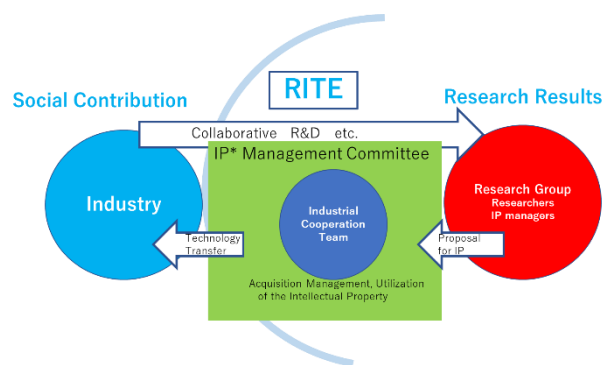 RITE
Social Contribution
Research Results
Collaborative R&D etc.
IP* Management Committee
Industry
Industrial
Cooperation
Team
Research Group
Researchers
IP managers
Technology
Transfer
Proposal
for IP
Acquisition Management, Utilization
of the Intellectual Property